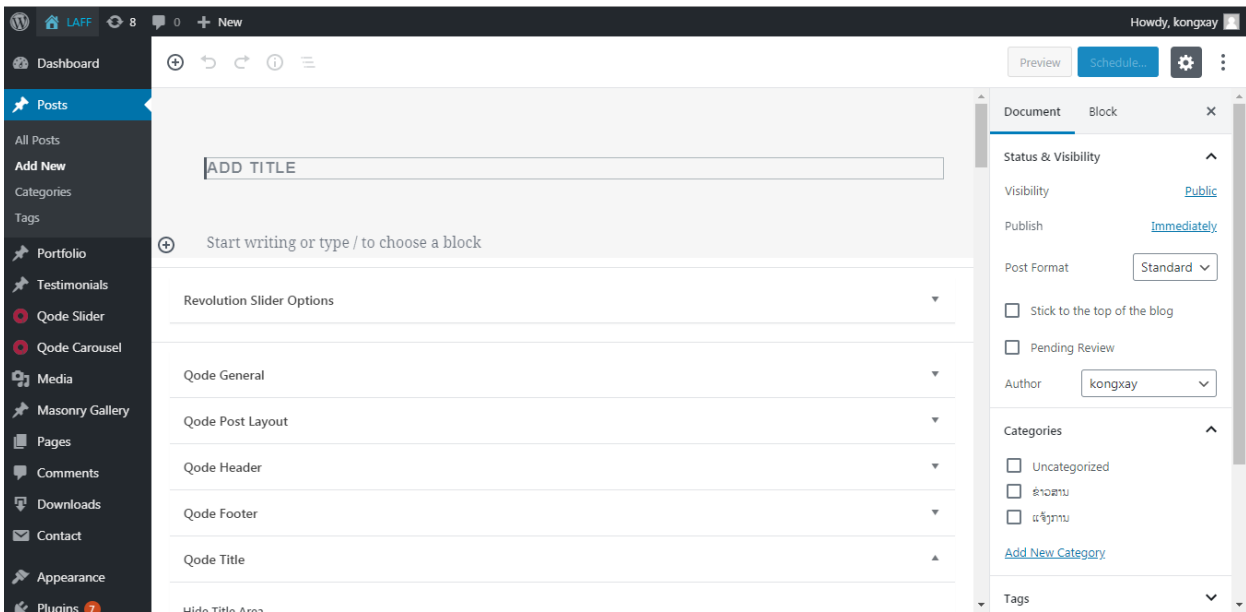 LAFF 8 0 + New Howdy, kongxay
Dashboard
Posts
All Posts
Add New
Categories
Tags
Portfolio
Testimonials
Qode Slider
Qode Carousel
Media
Masonry Gallery
Pages
Comments
Downloads
Contact
Appearance
Plugins 7
Preview Schedule...
ADD TITLE
Start writing or type / to choose a block
Revolution Slider Options
Qode General
Qode Post Layout
Qode Header
Qode Footer
Qode Title
Hide Title Area
Document Block
Status & Visibility
Visibility Public
Publish Immediately
Post Format Standard
Stick to the top of the blog
Pending Review
Author kongxay
Categories
Uncategorized
ຂ່າວສານ
ແຈ້ງການ
Add New Category
Tags